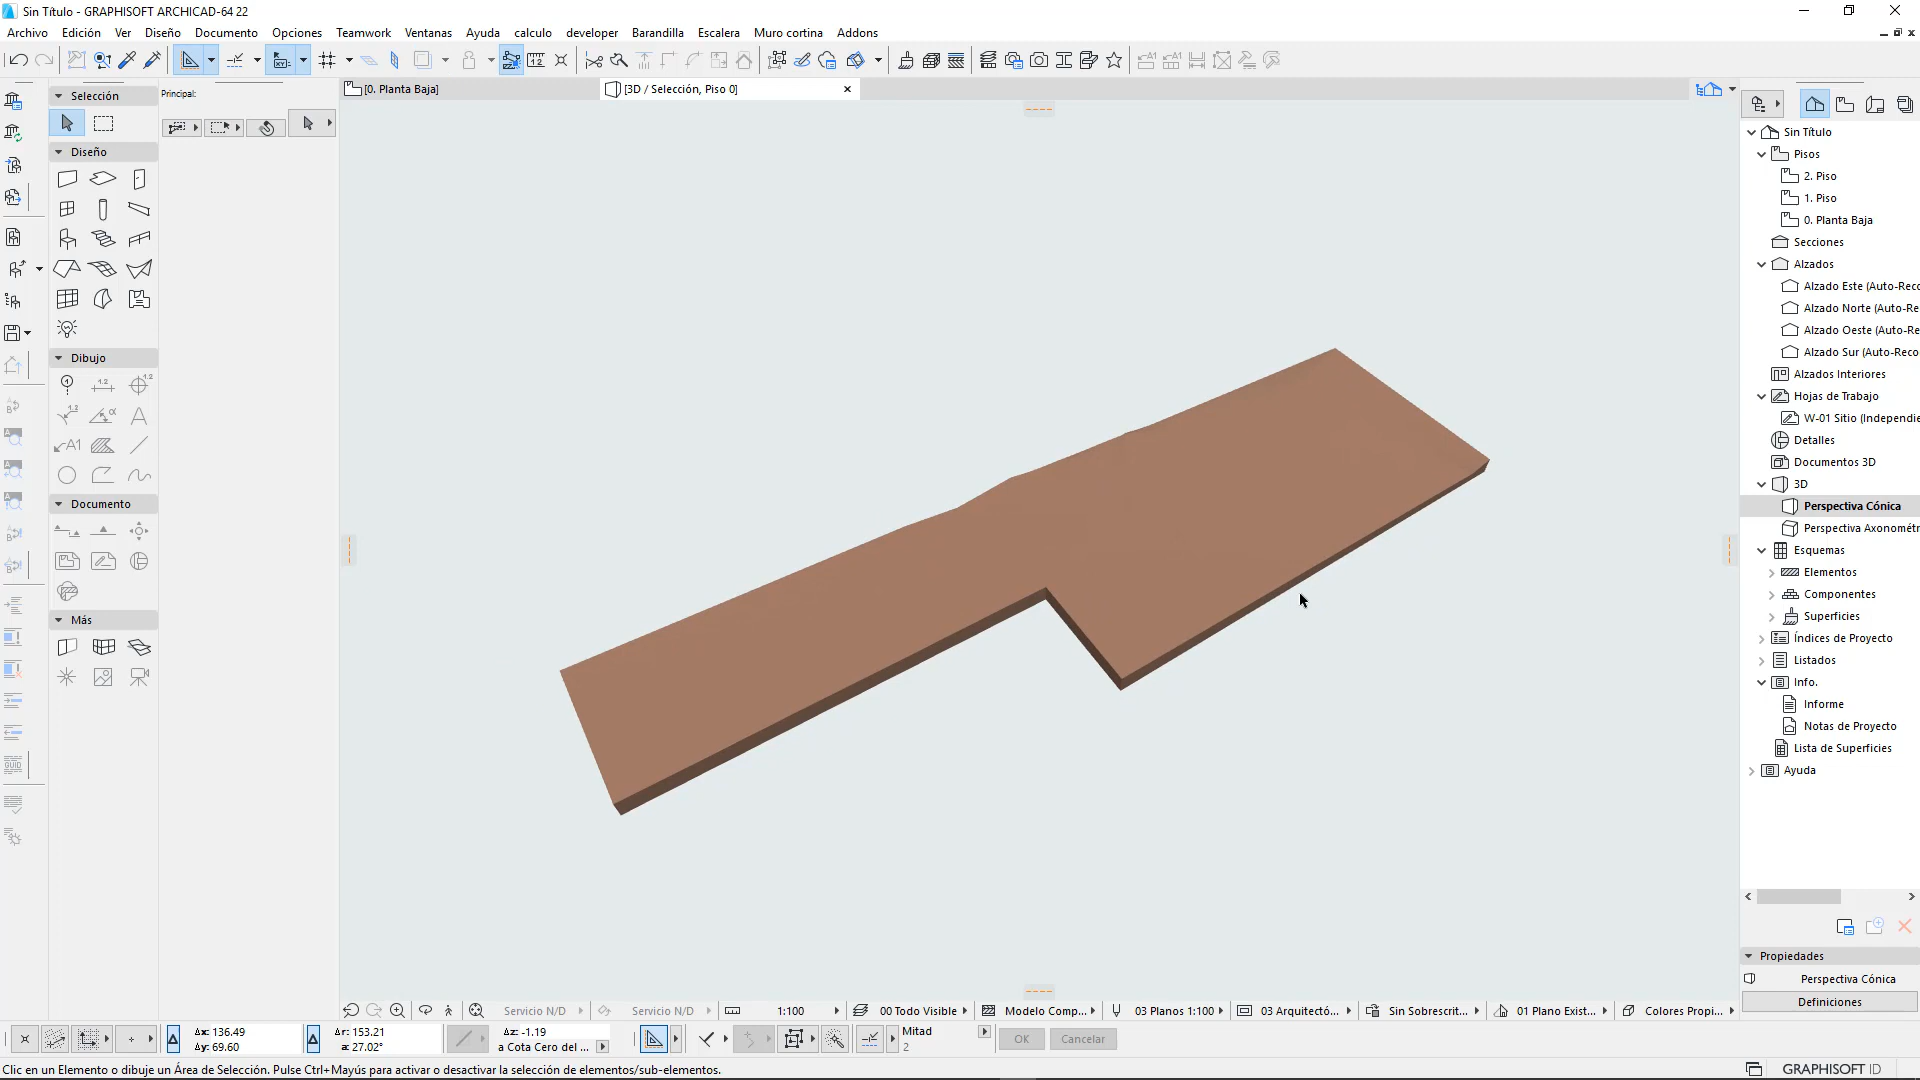 Sin Título - GRAPHISOFT ARCHICAD-64 22
Archivo Edición Ver Diseño Documento Opciones Teamwork Ventanas Ayuda calculo developer Barandilla Escalera Muro cortina Addons
Selección
Principal:
[0. Planta Baja]
[3D / Selección, Piso 0]
Diseño
Dibujo
Documento
Más
Sin Título
Pisos
2. Piso
1. Piso
0. Planta Baja
Secciones
Alzados
Alzado Este (Auto-Reco
Alzado Norte (Auto-Re
Alzado Oeste (Auto-Re
Alzado Sur (Auto-Reco
Alzados Interiores
Hojas de Trabajo
W-01 Sitio (Independie
Detalles
Documentos 3D
3D
Perspectiva Cónica
Perspectiva Axonométr
Esquemas
Elementos
Componentes
Superficies
Índices de Proyecto
Listados
Info.
Informe
Notas de Proyecto
Lista de Superficies
Ayuda
Propiedades
Perspectiva Cónica
Definiciones
Servicio N/D Servicio N/D 1:100 00 Todo Visible Modelo Comp... 03 Planos 1:100 03 Arquitectó... Sin Sobrescrit... 01 Plano Exist... Colores Propi...
Δx: 136.49
Δy: 69.60
Δr: 153.21
a: 27.02°
Δz: -1.19
a Cota Cero del ...
Mitad
2
OK
Cancelar
Clic en un Elemento o dibuje un Área de Selección. Pulse Ctrl+Mayús para activar o desactivar la selección de elementos/sub-elementos.
GRAPHISOFT ID